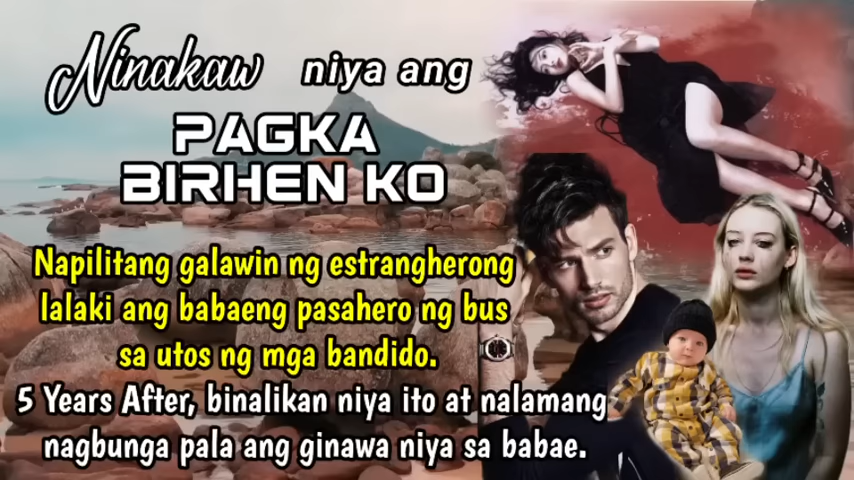 Ninakaw niya ang
PAGKA
BIRHEN KO
Napilitang galawin ng estrangherong
lalaki ang babaeng pasahero ng bus
sa utos ng mga bandido.
5 Years After, binalikan niya ito at nalamang
nagbunga pala ang ginawa niya sa babae.